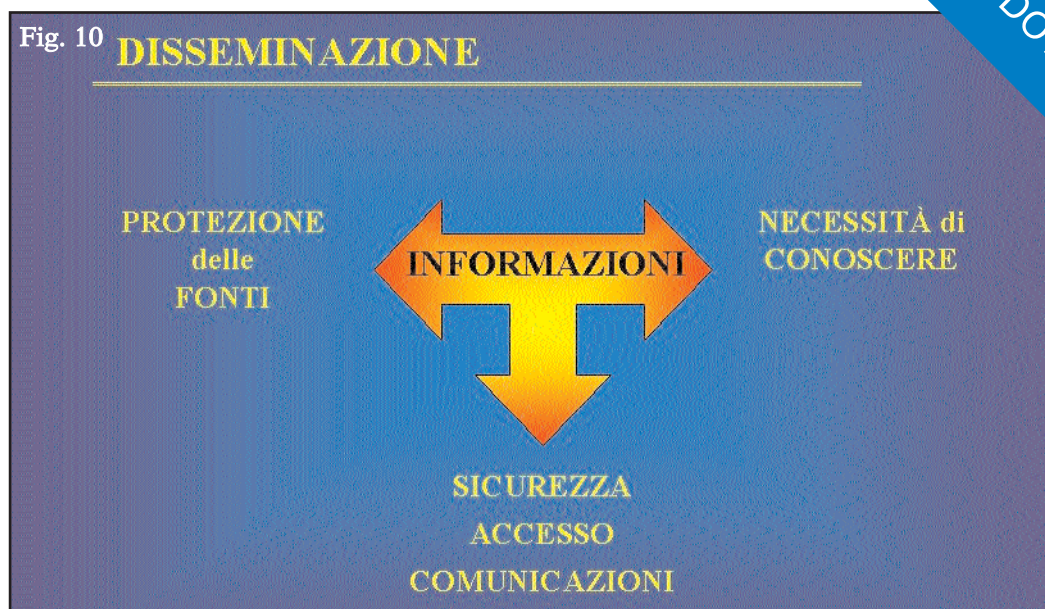 Fig. 10
DISSEMINAZIONE
PROTEZIONE
delle
FONTI
INFORMAZIONI
NECESSITÀ di
CONOSCERE
SICUREZZA
ACCESSO
COMUNICAZIONI